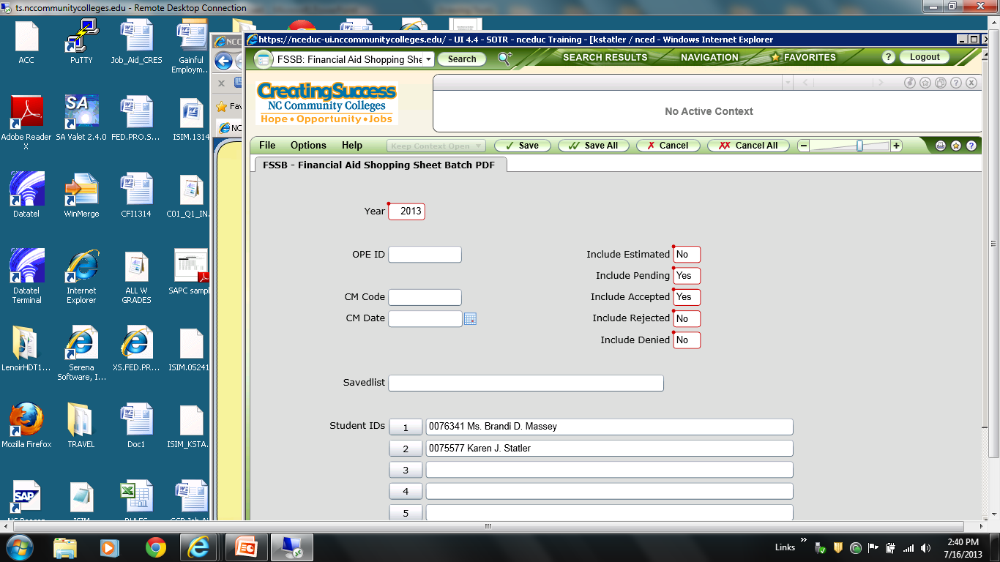 ts.nccommunitycolleges.edu - Remote Desktop Connection
https://nceduc-ui.nccommunitycolleges.edu/ - UI 4.4 - SOTR - nceduc Training - [kstatler / nced - Windows Internet Explorer
FSSB: Financial Aid Shopping She
Search
SEARCH RESULTS
NAVIGATION
FAVORITES
?
Logout
CreatingSuccess
NC Community Colleges
Hope • Opportunity • Jobs
No Active Context
File
Options
Help
Keep Context Open
Save
Save All
Cancel
Cancel All
FSSB - Financial Aid Shopping Sheet Batch PDF
Year 2013
OPE ID
Include Estimated No
Include Pending Yes
CM Code
Include Accepted Yes
CM Date
Include Rejected No
Include Denied No
Savedlist
Student IDs
1 0076341 Ms. Brandi D. Massey
2 0075577 Karen J. Statler
3
4
5
ACC
PuTTY
Job_Aid_CRES
Gainful
Employm...
Adobe Reader
X
SA Valet 2.4.0
FED.PRO.S...
ISIM.1314
Datatel
WinMerge
CFI1314
C01_Q1_IN.
Datatel
Terminal
Internet
Explorer
ALL W
GRADES
SAPC sampl
LenoirHDT1...
Serena
Software, I...
XS.FED.PR...
ISIM.05241
Mozilla Firefox
TRAVEL
Doc1
ISIM_KSTA.
NCC
Fav
NC
Links
2:40 PM
7/16/2013